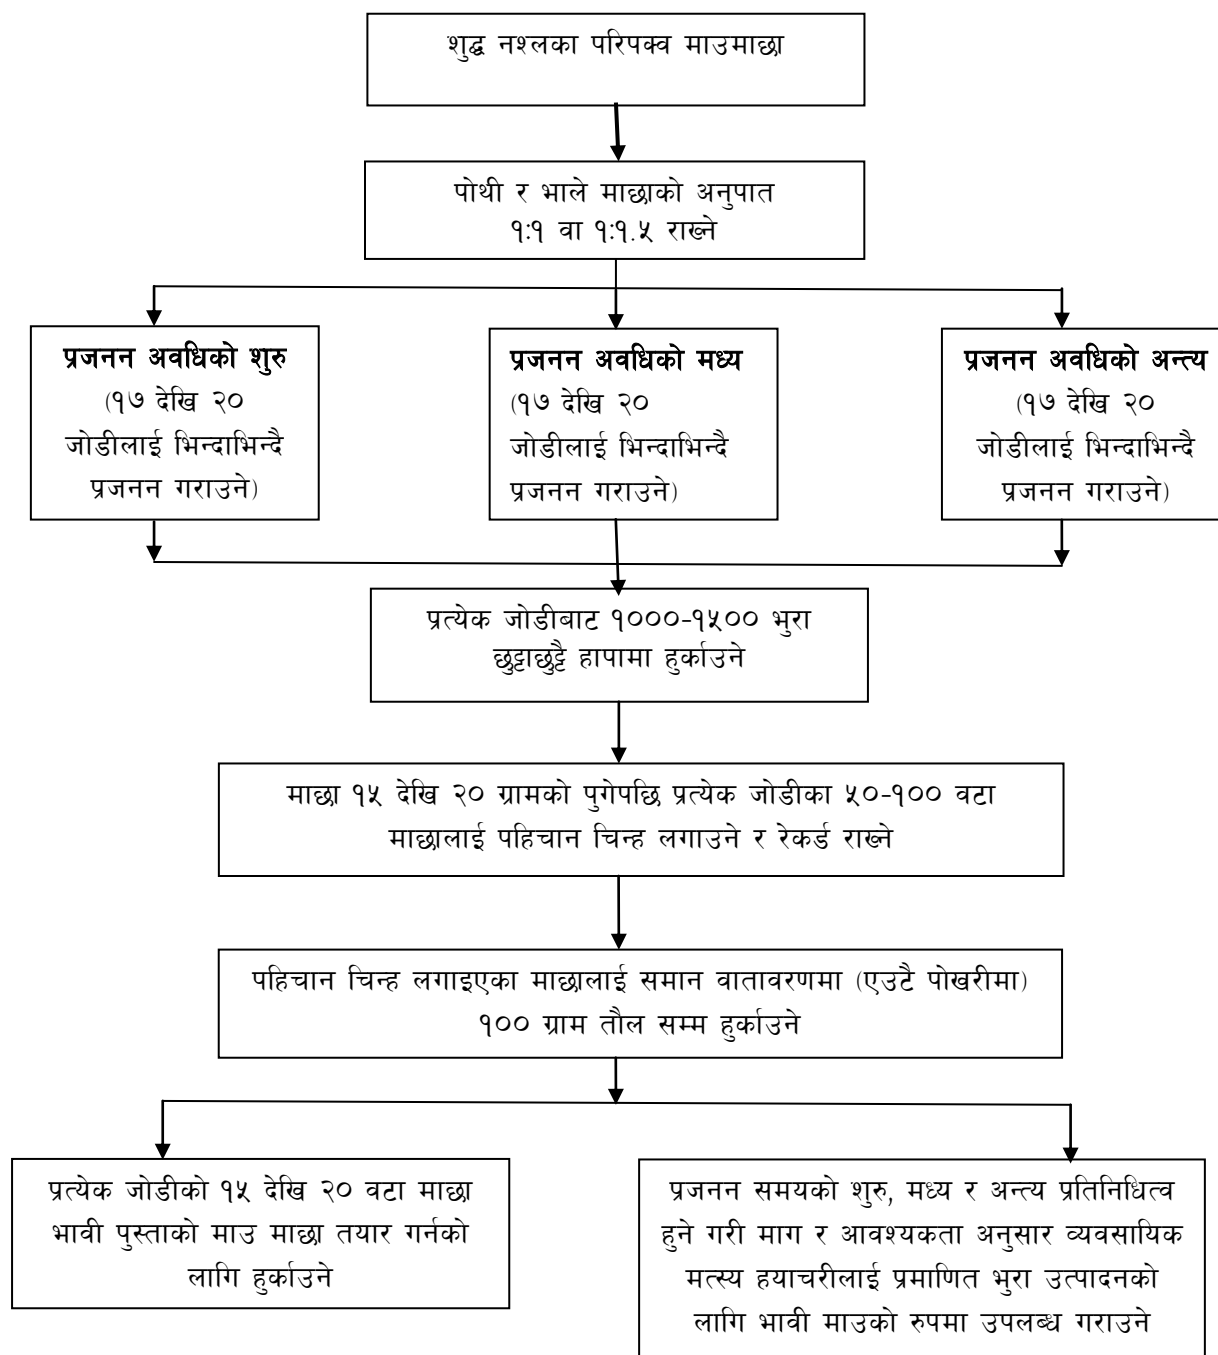 शुद्ध नश्लका परिपक्व माउमाछा
पोथी र भाले माछाको अनुपात
१:१ वा १:१.५ राख्ने
प्रजनन अवधिको शुरु
(१७ देखि २०
जोडीलाई भिन्दाभिन्दै
प्रजनन गराउने)
प्रजनन अवधिको मध्य
(१७ देखि २०
जोडीलाई भिन्दाभिन्दै
प्रजनन गराउने)
प्रजनन अवधिको अन्त्य
(१७ देखि २०
जोडीलाई भिन्दाभिन्दै
प्रजनन गराउने)
प्रत्येक जोडीबाट १०००-१५०० भुरा
छुट्टाछुट्टै हापामा हुर्काउने
माछा १५ देखि २० ग्रामको पुगेपछि प्रत्येक जोडीका ५०-१०० वटा
माछालाई पहिचान चिन्ह लगाउने र रेकर्ड राख्ने
पहिचान चिन्ह लगाइएका माछालाई समान वातावरणमा (एउटै पोखरीमा)
१०० ग्राम तौल सम्म हुर्काउने
प्रत्येक जोडीको १५ देखि २० वटा माछा
भावी पुस्ताको माउ माछा तयार गर्नको
लागि हुर्काउने
प्रजनन समयको शुरु, मध्य र अन्त्य प्रतिनिधित्व
हुने गरी माग र आवश्यकता अनुसार व्यवसायिक
मत्स्य हयाचरीलाई प्रमाणित भुरा उत्पादनको
लागि भावी माउको रुपमा उपलब्ध गराउने